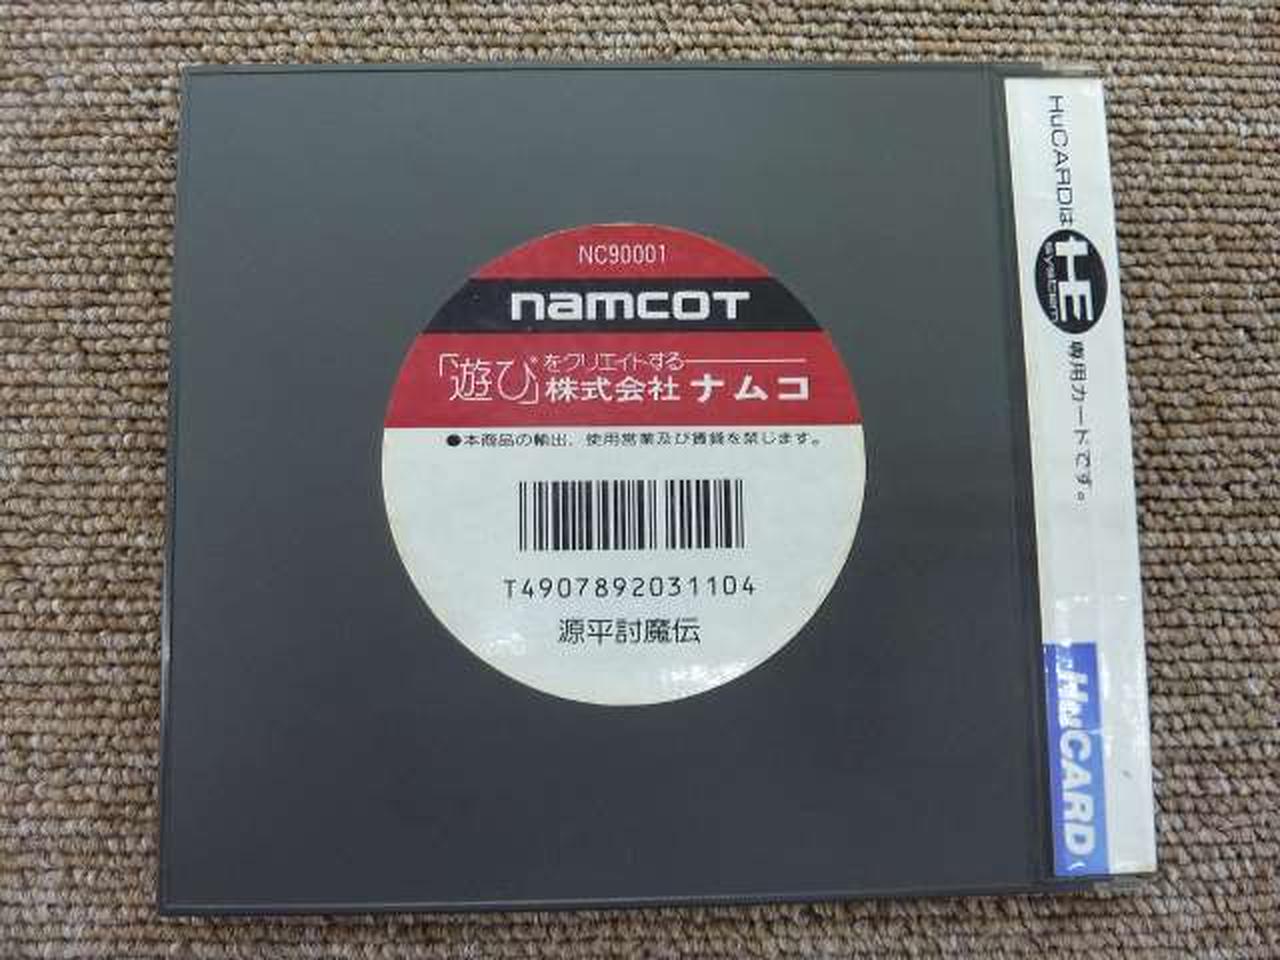 NC90001
namcot
「遊び」をクリエイトする
株式会社 ナムコ
●本商品の輸出、使用営業及び賃貸を禁じます。
T4907892031104
源平討魔伝
HuCARDは HE system 専用カードです。
HuCARD